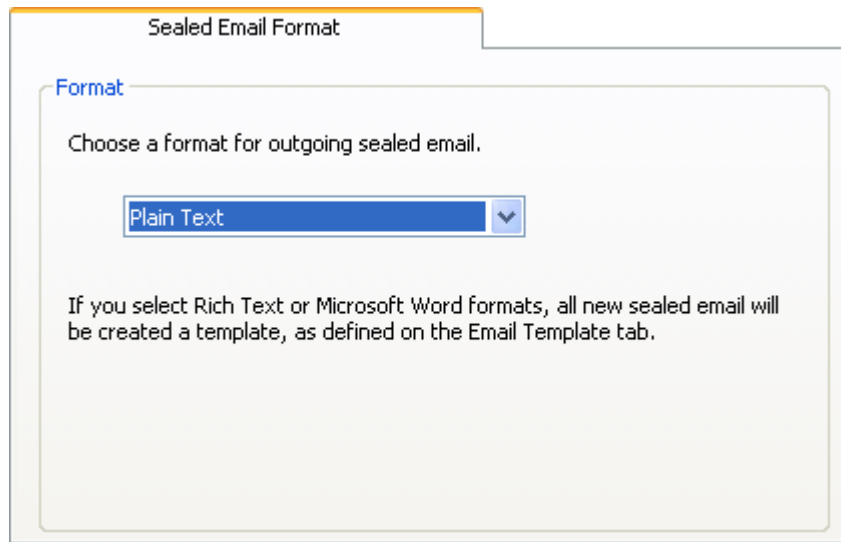 Sealed Email Format
Format
Choose a format for outgoing sealed email.
Plain Text
If you select Rich Text or Microsoft Word formats, all new sealed email will
be created a template, as defined on the Email Template tab.